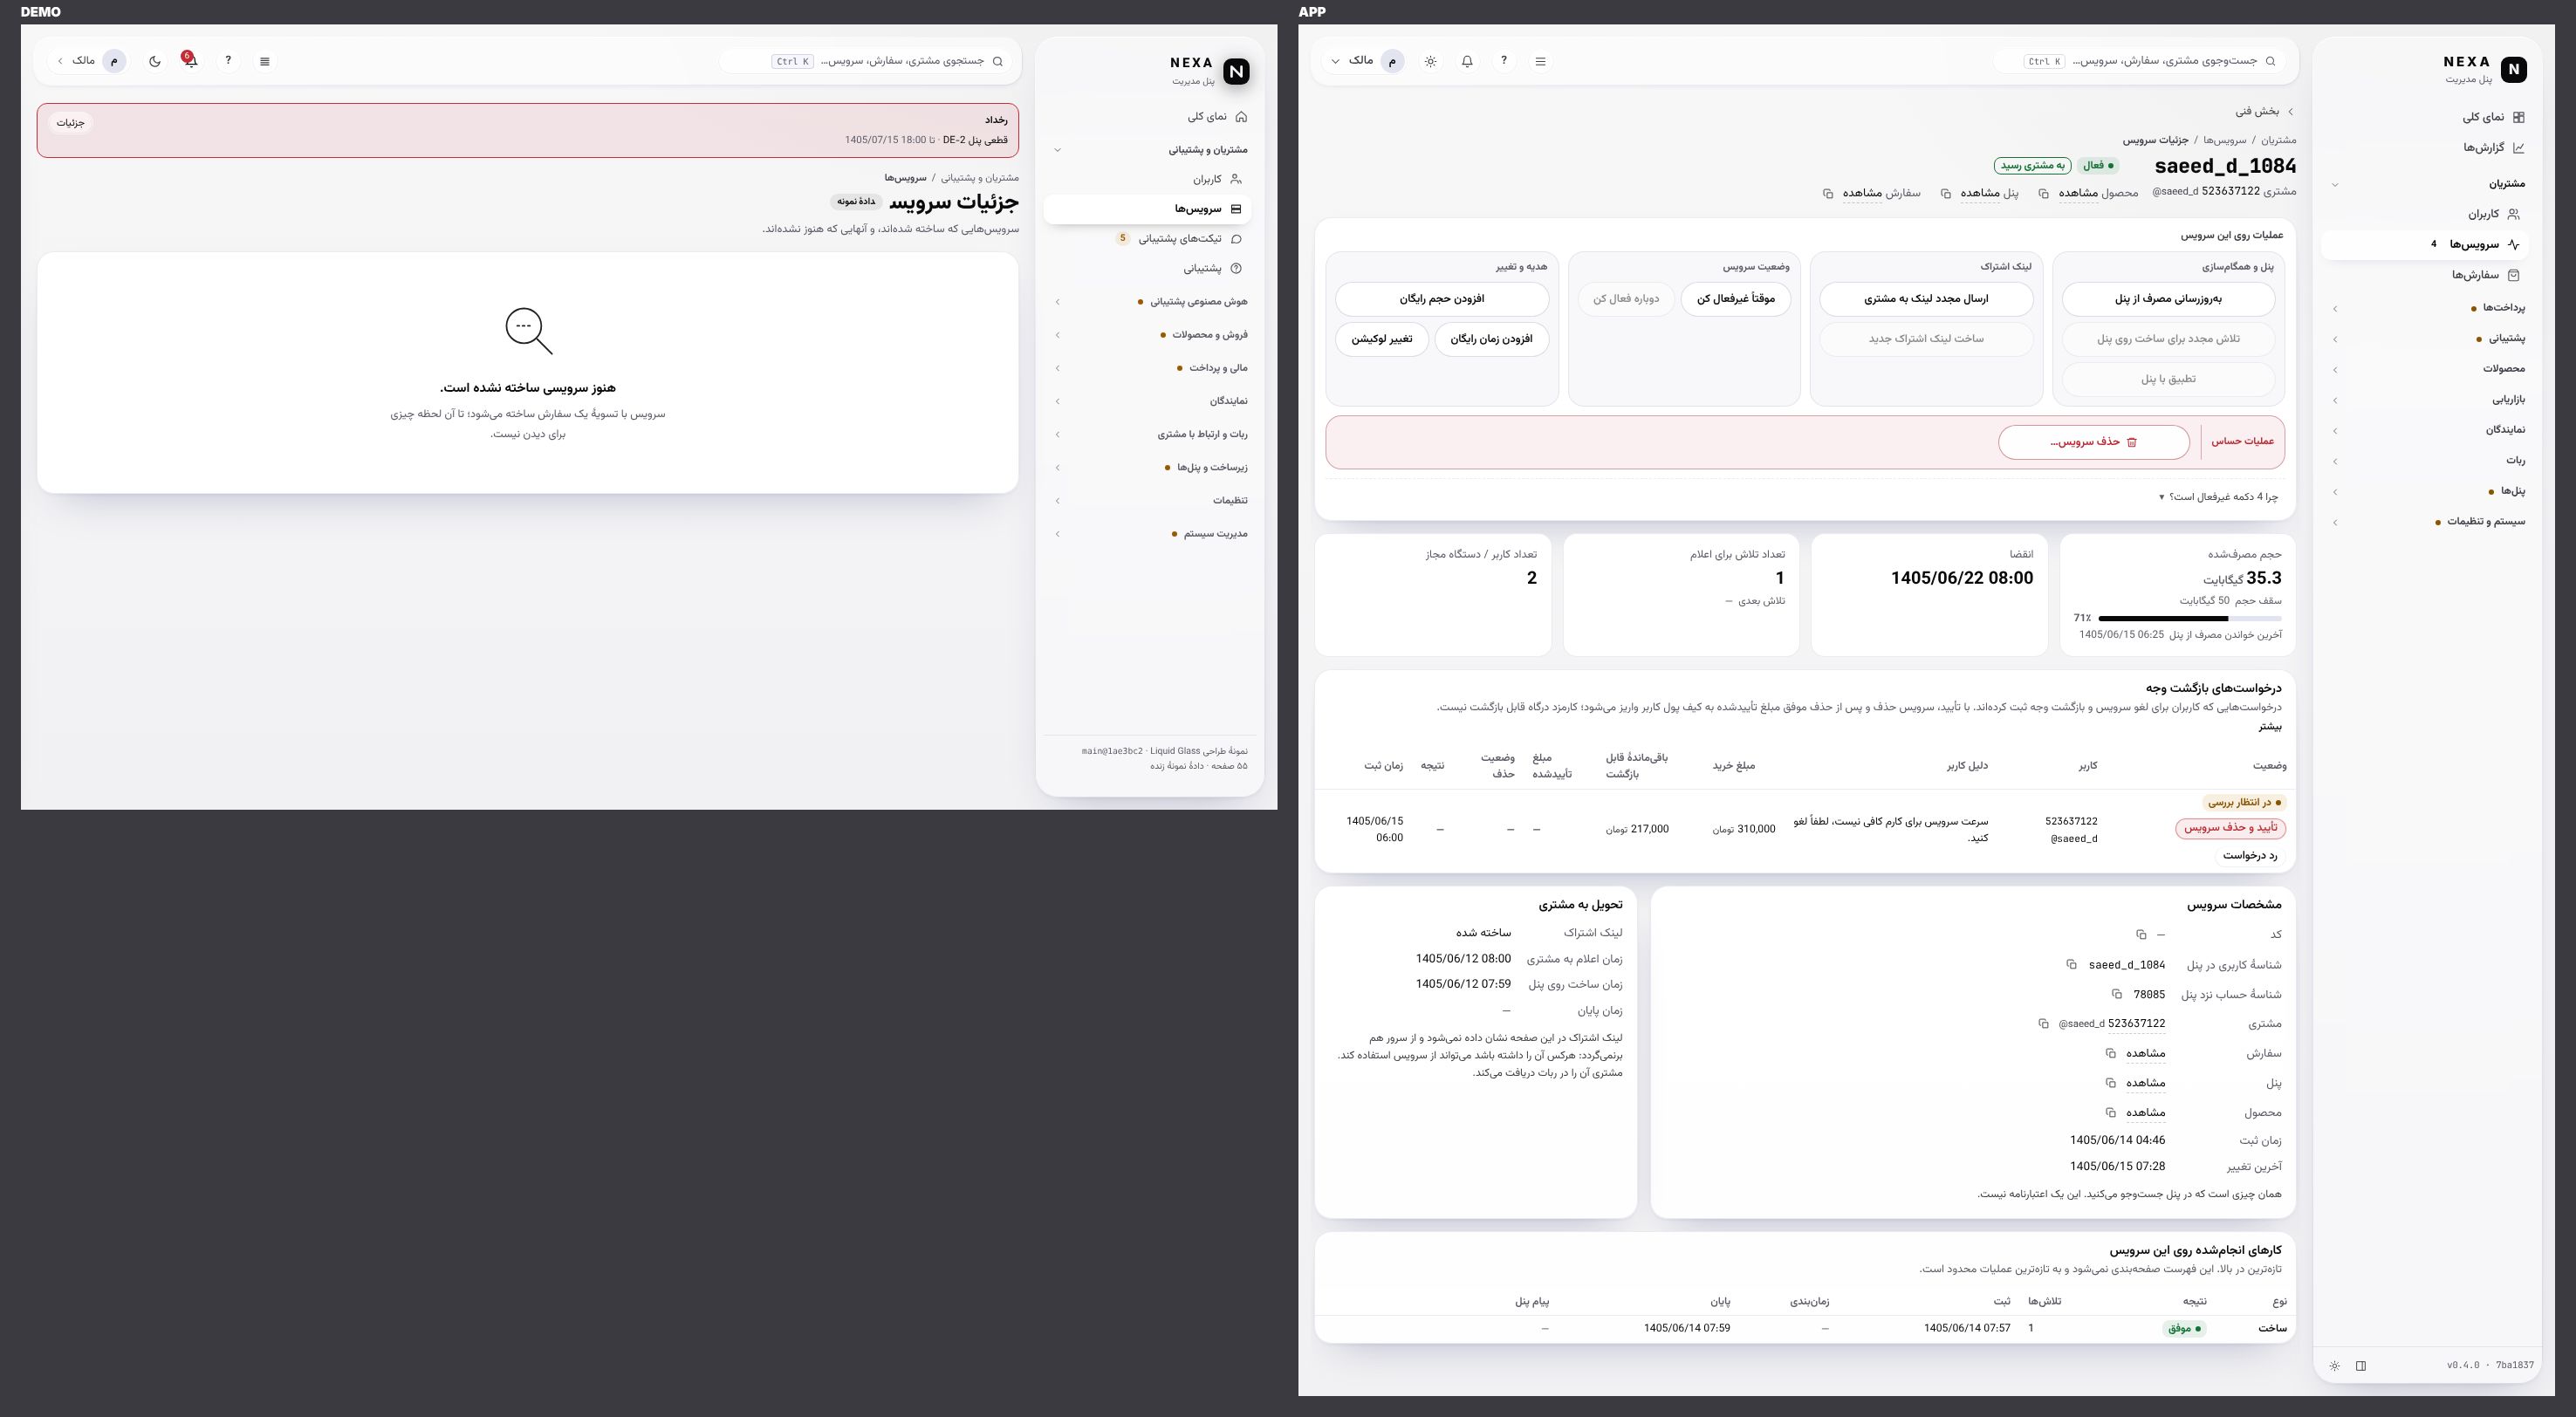 DEMO
NEXA
پنل مدیریت
N
جستجوی مشتری، سفارش، سرویس…
Ctrl K
?
6
م
مالک
نمای کلی
مشتریان و پشتیبانی
کاربران
سرویس‌ها
تیکت‌های پشتیبانی 5
پشتیبانی
هوش مصنوعی پشتیبانی
فروش و محصولات
مالی و پرداخت
نمایندگان
ربات و ارتباط با مشتری
زیرساخت و پنل‌ها
تنظیمات
مدیریت سیستم
نمونهٔ طراحی main@1ae3bc2 · Liquid Glass
۵۵ صفحه · دادهٔ نمونهٔ زنده
رخداد
قطعی پنل DE-2 · تا 18:00 1405/07/15
جزئیات
مشتریان و پشتیبانی / سرویس‌ها
جزئیات سرویس
دادهٔ نمونه
سرویس‌هایی که ساخته شده‌اند، و آنهایی که هنوز نشده‌اند.
هنوز سرویسی ساخته نشده است.
سرویس با تسویهٔ یک سفارش ساخته می‌شود؛ تا آن لحظه چیزی
برای دیدن نیست.
APP
NEXA
پنل مدیریت
N
جست‌وجوی مشتری، سفارش، سرویس…
Ctrl K
?
م
مالک
نمای کلی
گزارش‌ها
مشتریان
کاربران
سرویس‌ها 4
سفارش‌ها
پرداخت‌ها
پشتیبانی
محصولات
بازاریابی
نمایندگان
ربات
پنل‌ها
سیستم و تنظیمات
v0.4.0 · 7ba1837
بخش فنی
مشتریان / سرویس‌ها / جزئیات سرویس
saeed_d_1084
فعال
به مشتری رسید
مشتری 523637122 @saeed_d
محصول مشاهده
پنل مشاهده
سفارش مشاهده
عملیات روی این سرویس
پنل و همگام‌سازی
به‌روزرسانی مصرف از پنل
تلاش مجدد برای ساخت روی پنل
تطبیق با پنل
لینک اشتراک
ارسال مجدد لینک به مشتری
ساخت لینک اشتراک جدید
وضعیت سرویس
موقتاً غیرفعال کن
دوباره فعال کن
هدیه و تغییر
افزودن حجم رایگان
افزودن زمان رایگان
تغییر لوکیشن
عملیات حساس
حذف سرویس…
چرا 4 دکمه غیرفعال است؟ ▼
حجم مصرف‌شده
35.3 گیگابایت
سقف حجم 50 گیگابایت
71٪
آخرین خواندن مصرف از پنل 06:25 1405/06/15
انقضا
1405/06/22 08:00
تعداد تلاش برای اعلام
1
تلاش بعدی —
تعداد کاربر / دستگاه مجاز
2
درخواست‌های بازگشت وجه
درخواست‌هایی که کاربران برای لغو سرویس و بازگشت وجه ثبت کرده‌اند. با تأیید، سرویس حذف و پس از حذف موفق مبلغ تأییدشده به کیف پول کاربر واریز می‌شود؛ کارمزد درگاه قابل بازگشت نیست.
بیشتر
وضعیت
کاربر
دلیل کاربر
مبلغ خرید
باقی‌ماندهٔ قابل بازگشت
مبلغ تأییدشده
وضعیت حذف
نتیجه
زمان ثبت
در انتظار بررسی
تأیید و حذف سرویس
رد درخواست
523637122
@saeed_d
سرعت سرویس برای کارم کافی نیست، لطفاً لغو
کنید.
310,000 تومان
217,000 تومان
—
—
—
1405/06/15
06:00
مشخصات سرویس
کد —
شناسهٔ کاربری در پنل saeed_d_1084
شناسهٔ حساب نزد پنل 78085
مشتری 523637122 @saeed_d
سفارش مشاهده
پنل مشاهده
محصول مشاهده
زمان ثبت 1405/06/14 04:46
آخرین تغییر 1405/06/15 07:28
همان چیزی است که در پنل جست‌وجو می‌کنید. این یک اعتبارنامه نیست.
تحویل به مشتری
لینک اشتراک ساخته شده
زمان اعلام به مشتری 1405/06/12 08:00
زمان ساخت روی پنل 1405/06/12 07:59
زمان پایان —
لینک اشتراک در این صفحه نشان داده نمی‌شود و از سرور هم
برنمی‌گردد: هرکس آن را داشته باشد می‌تواند از سرویس استفاده کند.
مشتری آن را در ربات دریافت می‌کند.
کارهای انجام‌شده روی این سرویس
تازه‌ترین در بالا. این فهرست صفحه‌بندی نمی‌شود و به تازه‌ترین عملیات محدود است.
نوع
نتیجه
تلاش‌ها
ثبت
زمان‌بندی
پایان
پیام پنل
ساخت
موفق
1
1405/06/14 07:57
—
1405/06/14 07:59
—